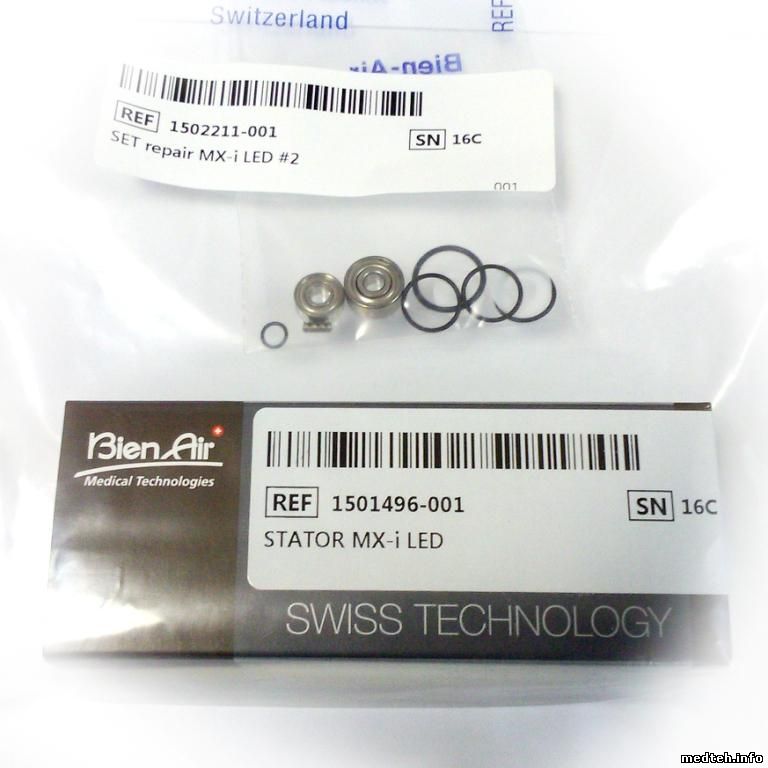 Switzerland
REF
Bien-Air
REF 1502211-001
SN 16C
SET repair MX-i LED #2
001
Bien Air
Medical Technologies
REF 1501496-001
SN 16C
STATOR MX-i LED
SWISS TECHNOLOGY
medteh.info